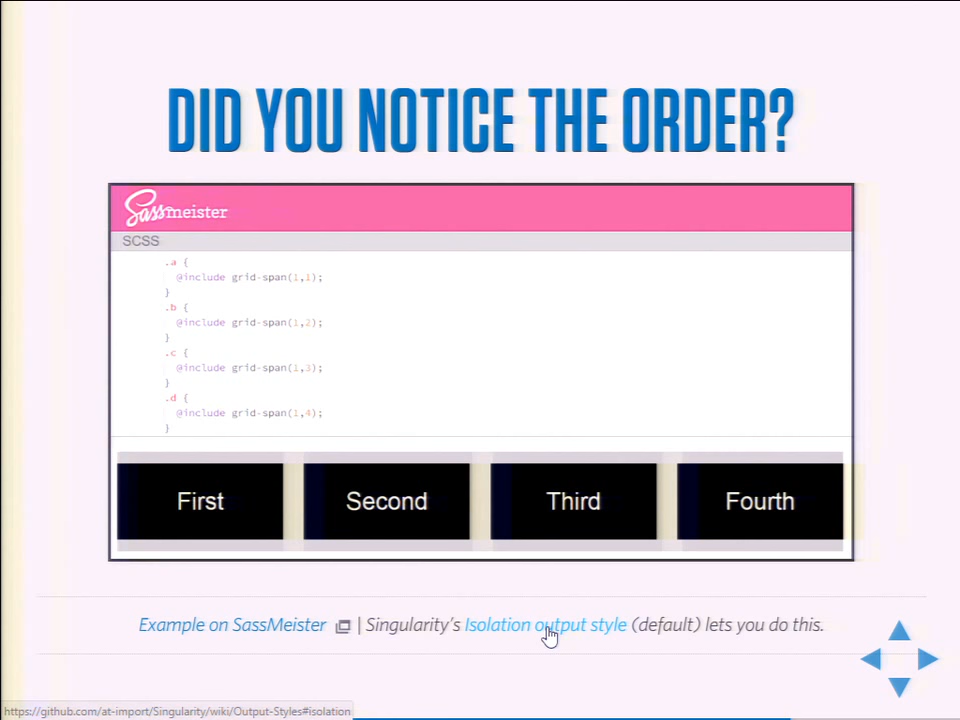 DID YOU NOTICE THE ORDER?
Sassmeister
SCSS
.a {
@include grid-span(1,1);
}
.b {
@include grid-span(1,2);
}
.c {
@include grid-span(1,3);
}
.d {
@include grid-span(1,4);
}
First Second Third Fourth
Example on SassMeister | Singularity's Isolation output style (default) lets you do this.
https://github.com/at-import/Singularity/wiki/Output-Styles#isolation